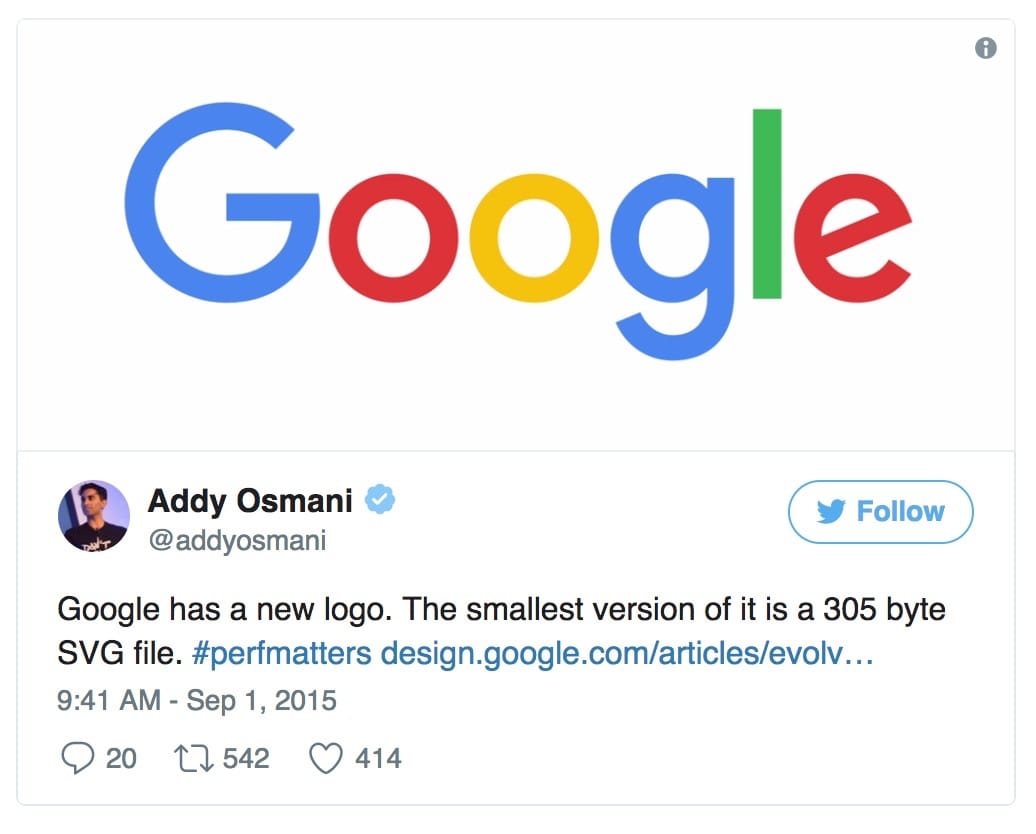 Google
Addy Osmani
@addyosmani
Follow
Google has a new logo. The smallest version of it is a 305 byte
SVG file. #perfmatters design.google.com/articles/evolv…
9:41 AM - Sep 1, 2015
20 542 414